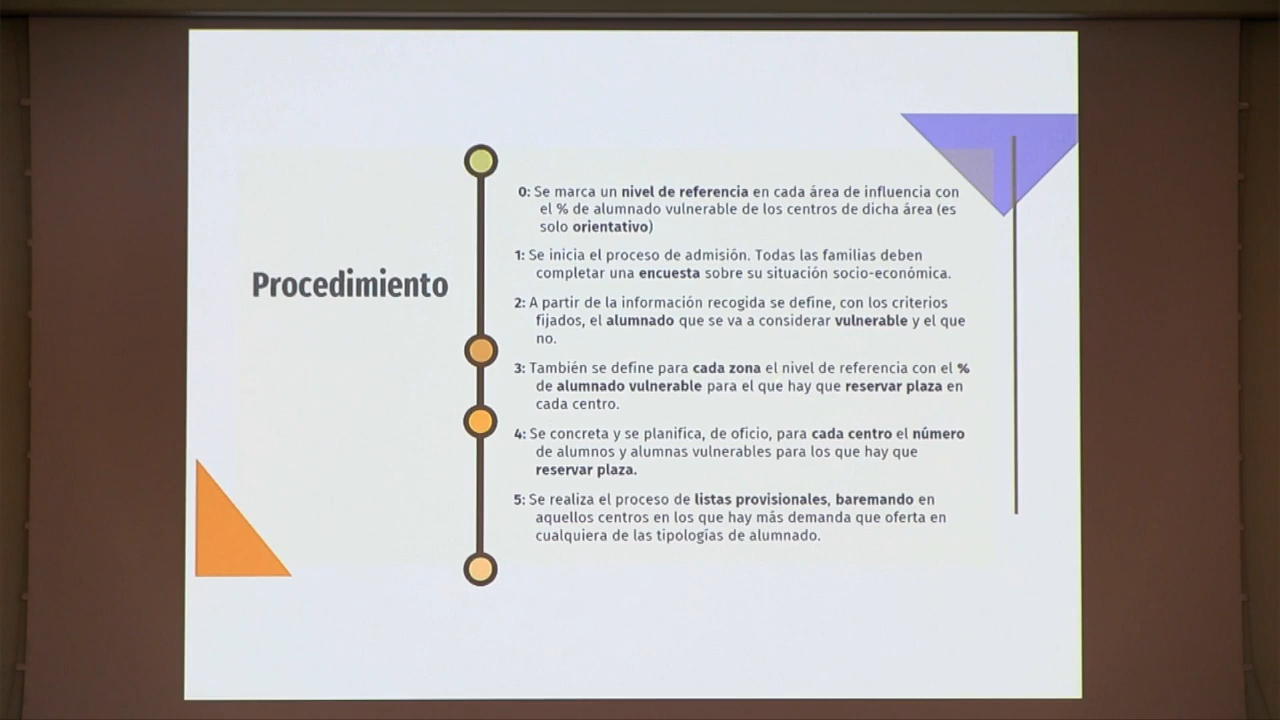 Procedimiento
0: Se marca un nivel de referencia en cada área de influencia con
el % de alumnado vulnerable de los centros de dicha área (es
solo orientativo)
1: Se inicia el proceso de admisión. Todas las familias deben
completar una encuesta sobre su situación socio-económica.
2: A partir de la información recogida se define, con los criterios
fijados, el alumnado que se va a considerar vulnerable y el que
no.
3: También se define para cada zona el nivel de referencia con el %
de alumnado vulnerable para el que hay que reservar plaza en
cada centro.
4: Se concreta y se planifica, de oficio, para cada centro el número
de alumnos y alumnas vulnerables para los que hay que
reservar plaza.
5: Se realiza el proceso de listas provisionales, baremando en
aquellos centros en los que hay más demanda que oferta en
cualquiera de las tipologías de alumnado.